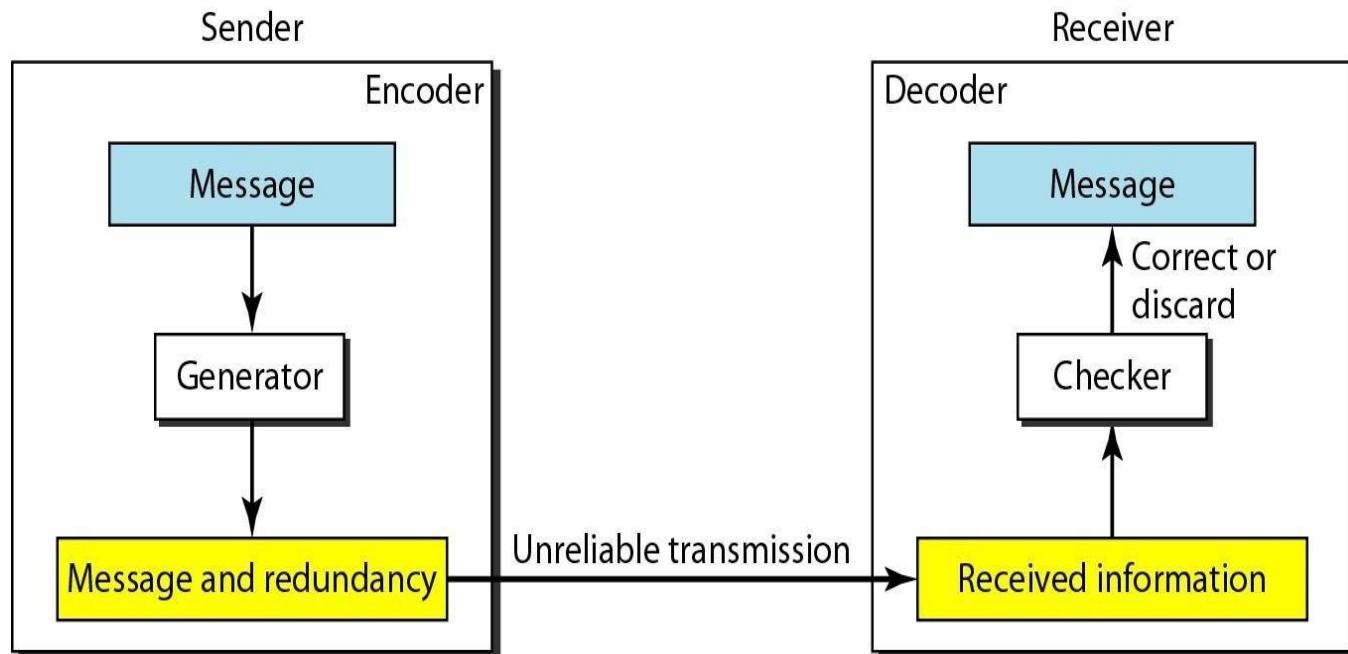 Sender
Encoder
Message
Generator
Message and redundancy
Unreliable transmission
Receiver
Decoder
Message
Correct or
discard
Checker
Received information